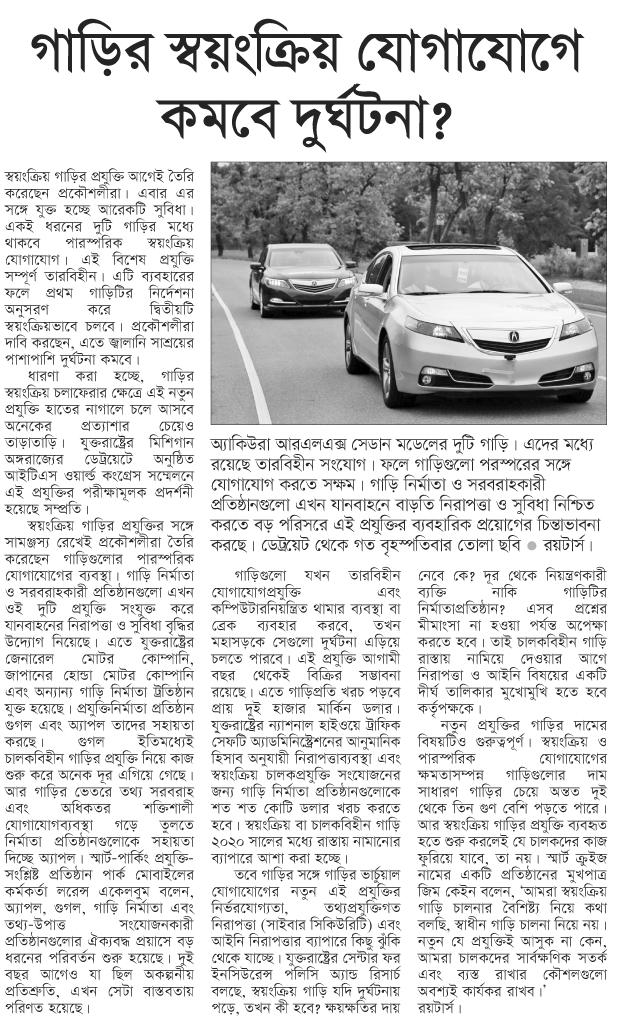 গাড়ির স্বয়ংক্রিয় যোগাযোগে
কমবে দুর্ঘটনা?
স্বয়ংক্রিয় গাড়ির প্রযুক্তি আগেই তৈরি
করেছেন প্রকৌশলীরা। এবার এর
সঙ্গে যুক্ত হচ্ছে আরেকটি সুবিধা।
একই ধরনের দুটি গাড়ির মধ্যে
থাকবে পারস্পরিক স্বয়ংক্রিয়
যোগাযোগ। এই বিশেষ প্রযুক্তি
সম্পূর্ণ তারবিহীন। এটি ব্যবহারের
ফলে প্রথম গাড়িটির নির্দেশনা
অনুসরণ করে দ্বিতীয়টি
স্বয়ংক্রিয়ভাবে চলবে। প্রকৌশলীরা
দাবি করছেন, এতে জ্বালানি সাশ্রয়ের
পাশাপাশি দুর্ঘটনা কমবে।
ধারণা করা হচ্ছে, গাড়ির
স্বয়ংক্রিয় চলাফেরার ক্ষেত্রে এই নতুন
প্রযুক্তি হাতের নাগালে চলে আসবে
অনেকের প্রত্যাশার চেয়েও
তাড়াতাড়ি। যুক্তরাষ্ট্রের মিশিগান
অঙ্গরাজ্যের ডেট্রয়েটে অনুষ্ঠিত
আইটিএস ওয়ার্ল্ড কংগ্রেস সম্মেলনে
এই প্রযুক্তির পরীক্ষামূলক প্রদর্শনী
হয়েছে সম্প্রতি।
স্বয়ংক্রিয় গাড়ির প্রযুক্তির সঙ্গে
সামঞ্জস্য রেখেই প্রকৌশলীরা তৈরি
করেছেন গাড়িগুলোর পারস্পরিক
যোগাযোগের ব্যবস্থা। গাড়ি নির্মাতা
ও সরবরাহকারী প্রতিষ্ঠানগুলো এখন
ওই দুটি প্রযুক্তি সংযুক্ত করে
যানবাহনের নিরাপত্তা ও সুবিধা বৃদ্ধির
উদ্যোগ নিয়েছে। এতে যুক্তরাষ্ট্রের
জেনারেল মোটর কোম্পানি,
জাপানের হোন্ডা মোটর কোম্পানি
এবং অন্যান্য গাড়ি নির্মাতা ট্রতিষ্ঠান
যুক্ত হয়েছে। প্রযুক্তিনির্মাতা প্রতিষ্ঠান
গুগল এবং অ্যাপল তাদের সহায়তা
করছে। গুগল ইতিমধ্যেই
চালকবিহীন গাড়ির প্রযুক্তি নিয়ে কাজ
শুরু করে অনেক দূর এগিয়ে গেছে।
আর গাড়ির ভেতরে তথ্য সরবরাহ
এবং অধিকতর শক্তিশালী
যোগাযোগব্যবস্থা গড়ে তুলতে
নির্মাতা প্রতিষ্ঠানগুলোকে সহায়তা
দিচ্ছে অ্যাপল। স্মার্ট-পার্কিং প্রযুক্তি-
সংশ্লিষ্ট প্রতিষ্ঠান পার্ক মোবাইলের
কর্মকর্তা লরেন্স একেলবুম বলেন,
অ্যাপল, গুগল, গাড়ি নির্মাতা এবং
তথ্য-উপাত্ত সংযোজনকারী
প্রতিষ্ঠানগুলোর ঐক্যবদ্ধ প্রয়াসে বড়
ধরনের পরিবর্তন শুরু হয়েছে। দুই
বছর আগেও যা ছিল অকল্পনীয়
প্রতিশ্রুতি, এখন সেটা বাস্তবতায়
পরিণত হয়েছে।
অ্যাকিউরা আরএলএক্স সেডান মডেলের দুটি গাড়ি। এদের মধ্যে
রয়েছে তারবিহীন সংযোগ। ফলে গাড়িগুলো পরস্পরের সঙ্গে
যোগাযোগ করতে সক্ষম। গাড়ি নির্মাতা ও সরবরাহকারী
প্রতিষ্ঠানগুলো এখন যানবাহনে বাড়তি নিরাপত্তা ও সুবিধা নিশ্চিত
করতে বড় পরিসরে এই প্রযুক্তির ব্যবহারিক প্রয়োগের চিন্তাভাবনা
করছে। ডেট্রয়েট থেকে গত বৃহস্পতিবার তোলা ছবি ● রয়টার্স।
গাড়িগুলো যখন তারবিহীন
যোগাযোগপ্রযুক্তি এবং
কম্পিউটারনিয়ন্ত্রিত থামার ব্যবস্থা বা
ব্রেক ব্যবহার করবে, তখন
মহাসড়কে সেগুলো দুর্ঘটনা এড়িয়ে
চলতে পারবে। এই প্রযুক্তি আগামী
বছর থেকেই বিক্রির সম্ভাবনা
রয়েছে। এতে গাড়িপ্রতি খরচ পড়বে
প্রায় দুই হাজার মার্কিন ডলার।
যুক্তরাষ্ট্রের ন্যাশনাল হাইওয়ে ট্রাফিক
সেফটি অ্যাডমিনিস্ট্রেশনের আনুমানিক
হিসাব অনুযায়ী নিরাপত্তাব্যবস্থা এবং
স্বয়ংক্রিয় চালকপ্রযুক্তি সংযোজনের
জন্য গাড়ি নির্মাতা প্রতিষ্ঠানগুলোকে
শত শত কোটি ডলার খরচ করতে
হবে। স্বয়ংক্রিয় বা চালকবিহীন গাড়ি
২০২০ সালের মধ্যে রাস্তায় নামানোর
ব্যাপারে আশা করা হচ্ছে।
তবে গাড়ির সঙ্গে গাড়ির ভার্চুয়াল
যোগাযোগের নতুন এই প্রযুক্তির
নির্ভরযোগ্যতা, তথ্যপ্রযুক্তিগত
নিরাপত্তা (সাইবার সিকিউরিটি) এবং
আইনি নিরাপত্তার ব্যাপারে কিছু ঝুঁকি
থেকে যাচ্ছে। যুক্তরাষ্ট্রের সেন্টার ফর
ইনসিউরেন্স পলিসি অ্যান্ড রিসার্চ
বলছে, স্বয়ংক্রিয় গাড়ি যদি দুর্ঘটনায়
পড়ে, তখন কী হবে? ক্ষয়ক্ষতির দায়
নেবে কে? দূর থেকে নিয়ন্ত্রণকারী
ব্যক্তি নাকি গাড়িটির
নির্মাতাপ্রতিষ্ঠান? এসব প্রশ্নের
মীমাংসা না হওয়া পর্যন্ত অপেক্ষা
করতে হবে। তাই চালকবিহীন গাড়ি
রাস্তায় নামিয়ে দেওয়ার আগে
নিরাপত্তা ও আইনি বিষয়ের একটি
দীর্ঘ তালিকার মুখোমুখি হতে হবে
কর্তৃপক্ষকে।
নতুন প্রযুক্তির গাড়ির দামের
বিষয়টিও গুরুত্বপূর্ণ। স্বয়ংক্রিয় ও
পারস্পরিক যোগাযোগের
ক্ষমতাসম্পন্ন গাড়িগুলোর দাম
সাধারণ গাড়ির চেয়ে অন্তত দুই
থেকে তিন গুণ বেশি পড়তে পারে।
আর স্বয়ংক্রিয় গাড়ির প্রযুক্তি ব্যবহৃত
হতে শুরু করলেই যে চালকদের কাজ
ফুরিয়ে যাবে, তা নয়। স্মার্ট ক্রুইজ
নামের একটি প্রতিষ্ঠানের মুখপাত্র
জিম কেইন বলেন, ‘আমরা স্বয়ংক্রিয়
গাড়ি চালনার বৈশিষ্ট্য নিয়ে কথা
বলছি, স্বাধীন গাড়ি চালনা নিয়ে নয়।
নতুন যে প্রযুক্তিই আসুক না কেন,
আমরা চালকদের সার্বক্ষণিক সতর্ক
এবং ব্যস্ত রাখার কৌশলগুলো
অবশ্যই কার্যকর রাখব।’
রয়টার্স।